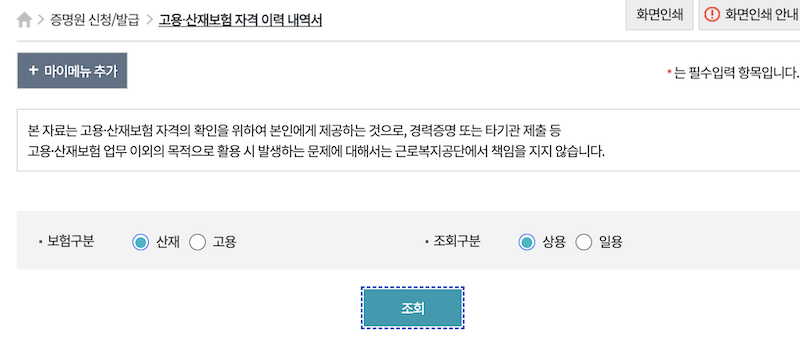 증명원 신청/발급 > 고용·산재보험 자격 이력 내역서
화면인쇄
화면인쇄 안내
+ 마이메뉴 추가
* 는 필수입력 항목입니다.
본 자료는 고용·산재보험 자격의 확인을 위하여 본인에게 제공하는 것으로, 경력증명 또는 타기관 제출 등
고용·산재보험 업무 이외의 목적으로 활용 시 발생하는 문제에 대해서는 근로복지공단에서 책임을 지지 않습니다.
· 보험구분 산재 고용 · 조회구분 상용 일용
조회